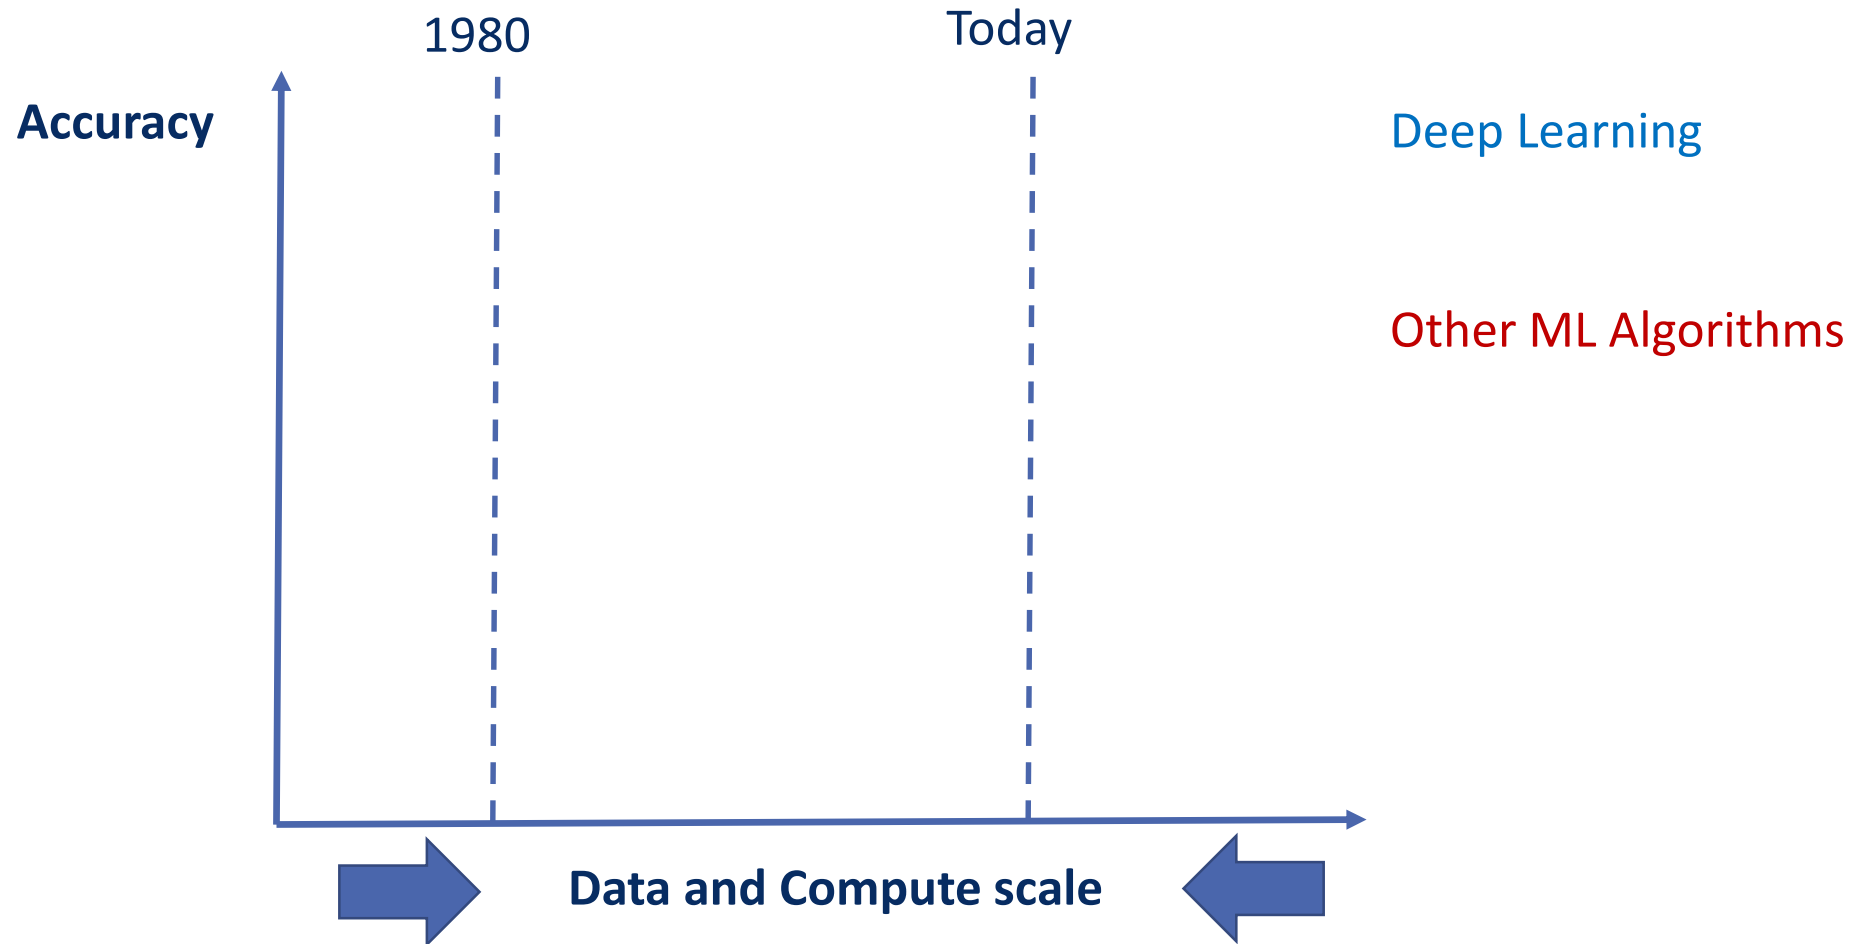 1980
Today
Accuracy
Deep Learning
Other ML Algorithms
Data and Compute scale